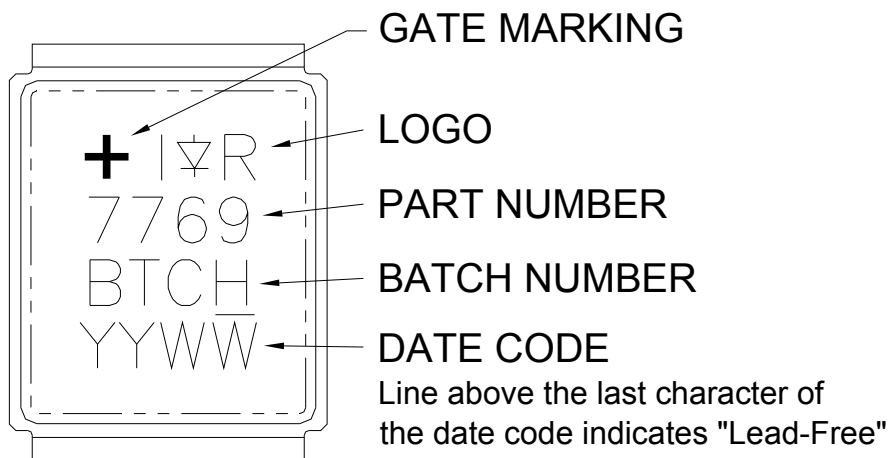 GATE MARKING
+ I R
LOGO
7769
PART NUMBER
BTCH
BATCH NUMBER
YYWW̅
DATE CODE
Line above the last character of
the date code indicates "Lead-Free"